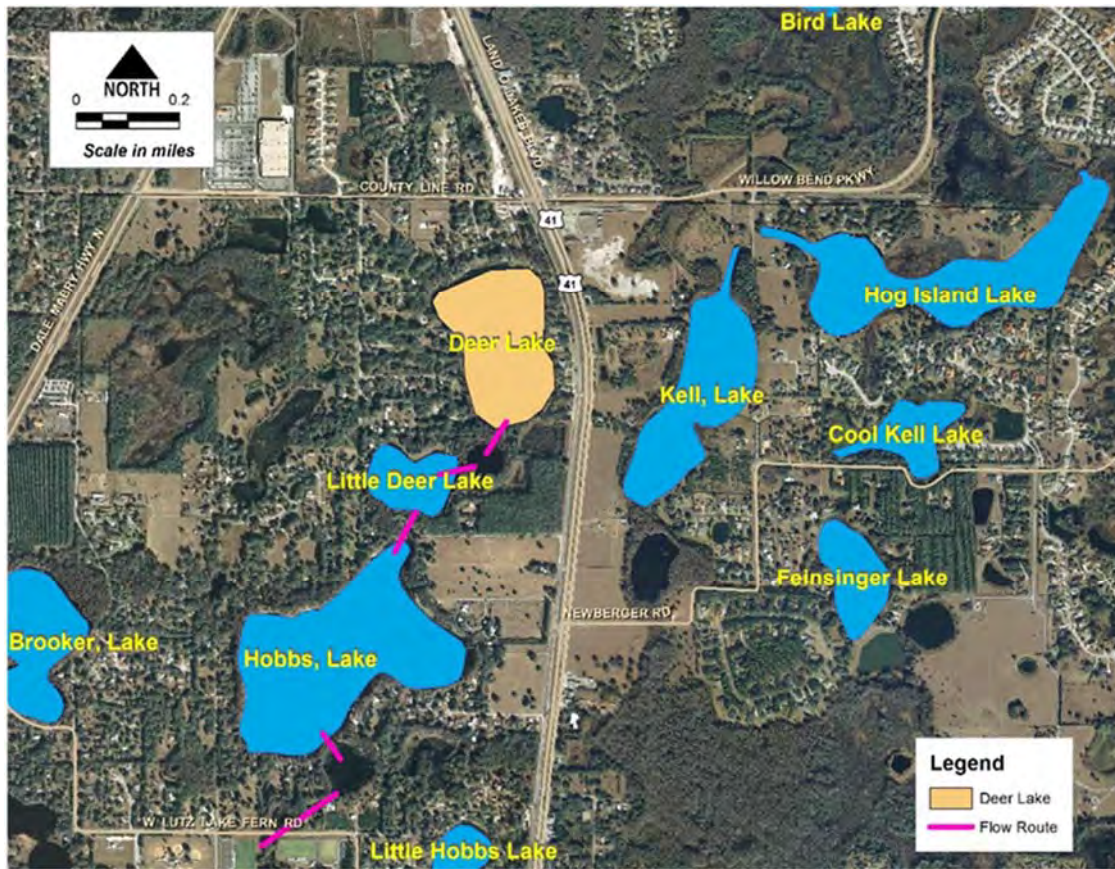 Bird Lake
NORTH
0 0.2
Scale in miles
LAND O LAKES BLVD
COUNTY LINE RD
WILLOW BEND PKWY
41
41
DALE MABRY HWY N
Hog Island Lake
Deer Lake
Kell, Lake
Cool Kell Lake
Little Deer Lake
Feinsinger Lake
NEWBERGER RD
Brooker, Lake
Hobbs, Lake
Legend
Deer Lake
Flow Route
W LUTZ LAKE FERN RD
Little Hobbs Lake